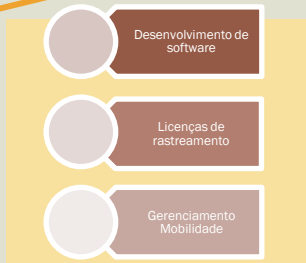 Desenvolvimento de
software
Licenças de
rastreamento
Gerenciamento
Mobilidade